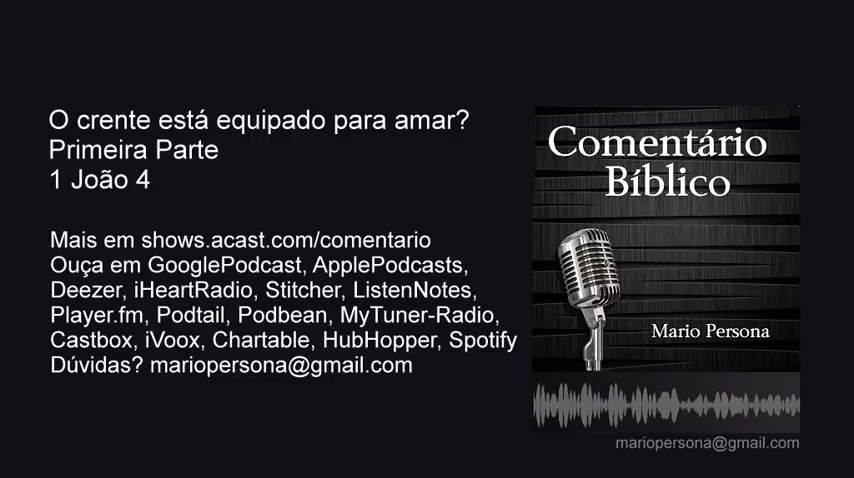 O crente está equipado para amar?
Primeira Parte
1 João 4
Mais em shows.acast.com/comentario
Ouça em GooglePodcast, ApplePodcasts,
Deezer, iHeartRadio, Stitcher, ListenNotes,
Player.fm, Podtail, Podbean, MyTuner-Radio,
Castbox, iVoox, Chartable, HubHopper, Spotify
Dúvidas? mariopersona@gmail.com
Comentário
Bíblico
Mario Persona
mariopersona@gmail.com